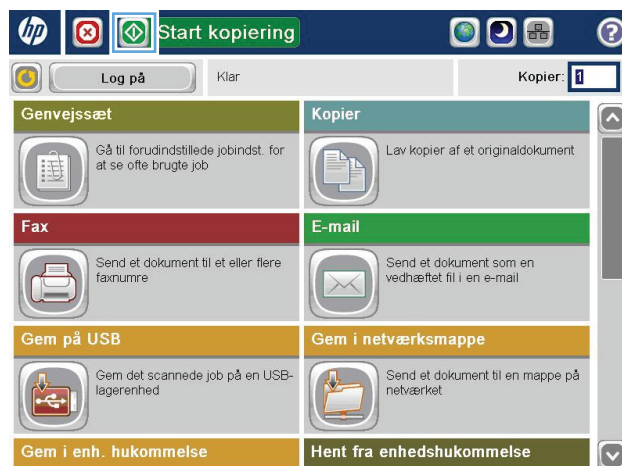 hp
Start kopiering
?
Log på
Klar
Kopier: 1
Genvejssæt
Gå til forudindstillede jobindst. for
at se ofte brugte job
Kopier
Lav kopier af et originaldokument
Fax
Send et dokument til et eller flere
faxnumre
E-mail
Send et dokument som en
vedhæftet fil i en e-mail
Gem på USB
Gem det scannede job på en USB-
lagerenhed
Gem i netværksmappe
Send et dokument til en mappe på
netværket
Gem i enh. hukommelse
Hent fra enhedshukommelse